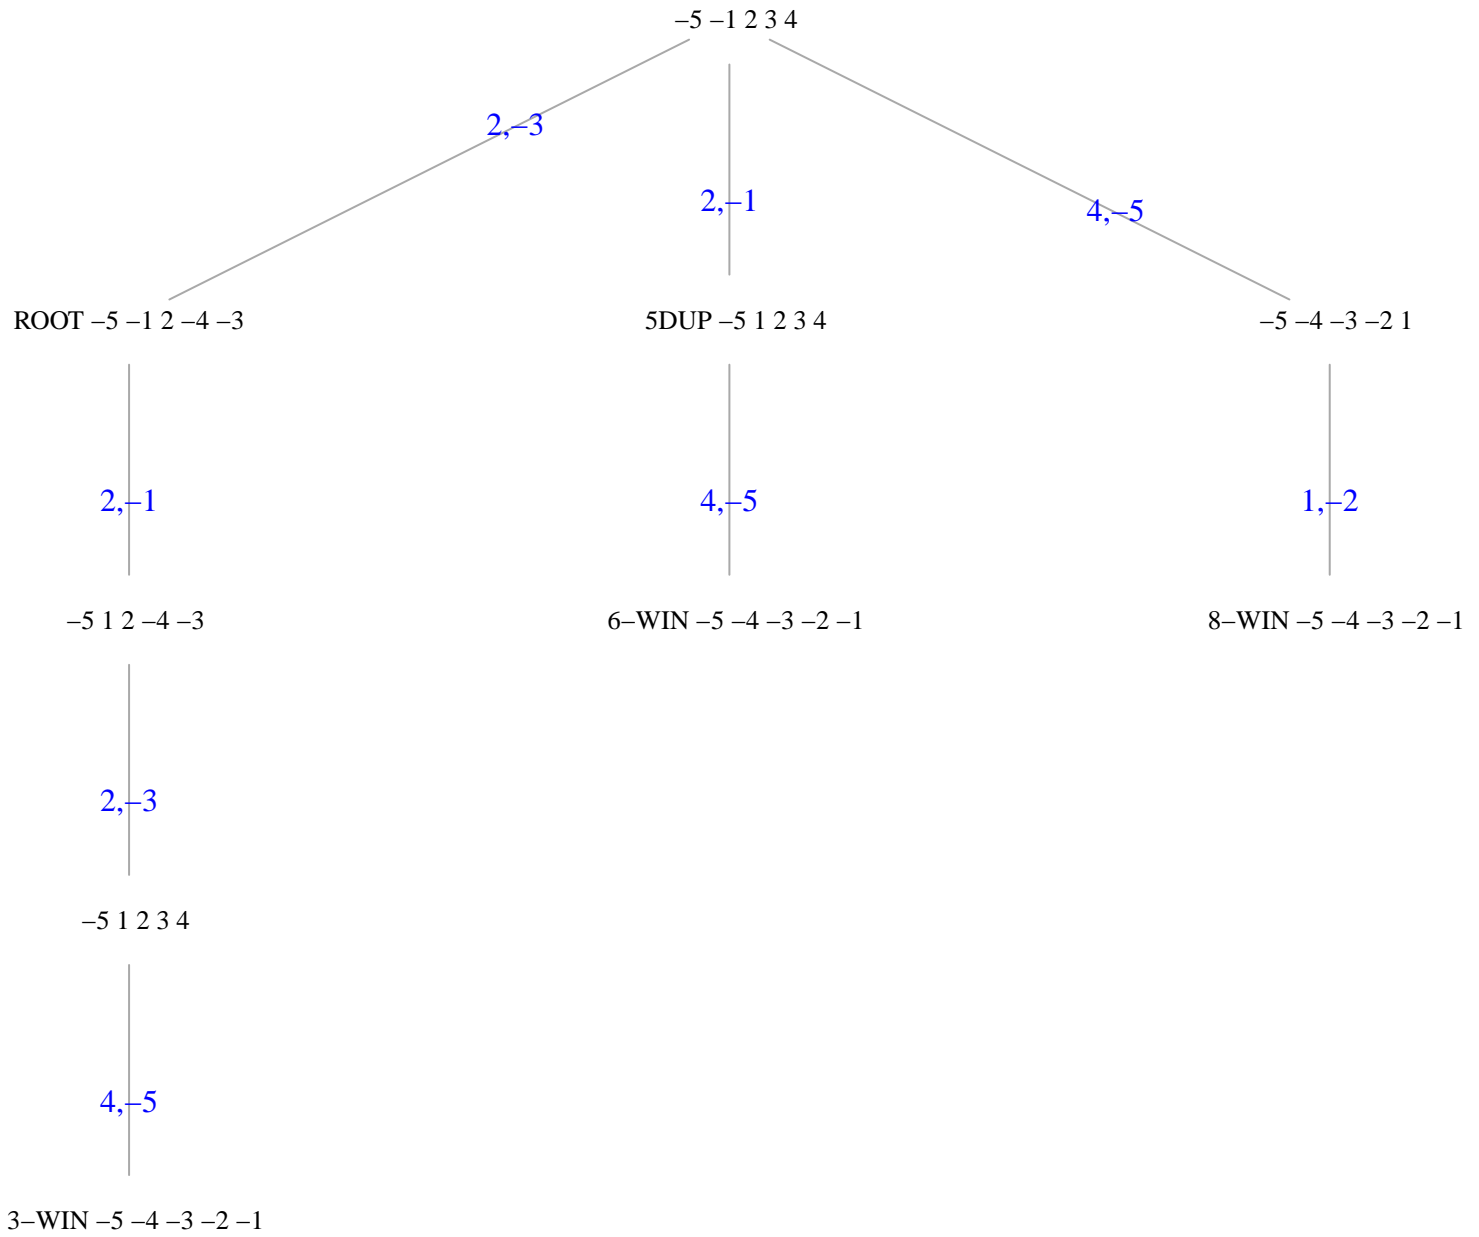 –5 –1 2 3 4
2,–3
2,–1
4,–5
ROOT –5 –1 2 –4 –3
5DUP –5 1 2 3 4
–5 –4 –3 –2 1
2,–1
4,–5
1,–2
–5 1 2 –4 –3
6–WIN –5 –4 –3 –2 –1
8–WIN –5 –4 –3 –2 –1
2,–3
–5 1 2 3 4
4,–5
3–WIN –5 –4 –3 –2 –1